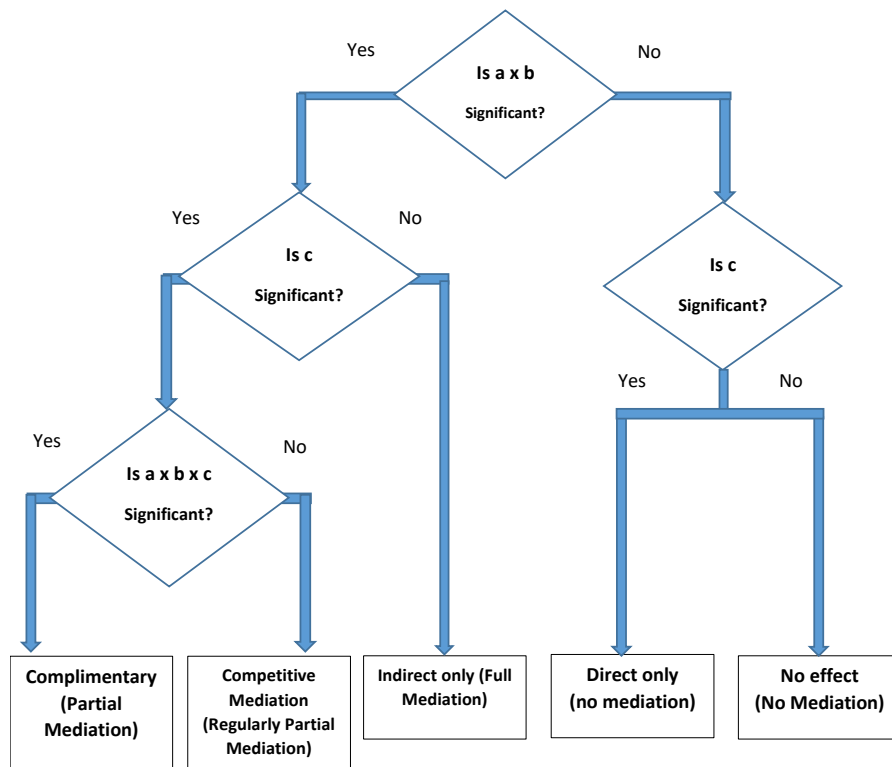 Yes
No
Is a x b
Significant?
Yes
No
Is c
Significant?
Is c
Significant?
Yes
No
Yes
No
Is a x b x c
Significant?
Complimentary
(Partial
Mediation)
Competitive
Mediation
(Regularly Partial
Mediation)
Indirect only (Full
Mediation)
Direct only
(no mediation)
No effect
(No Mediation)